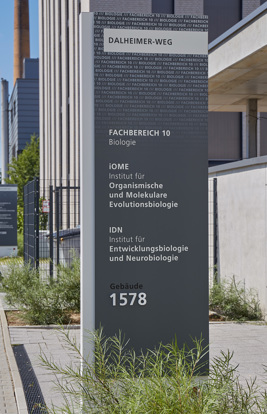 DALHEIMER-WEG
FACHBEREICH 10
Biologie
iOME
Institut für
Organismische
und Molekulare
Evolutionsbiologie
IDN
Institut für
Entwicklungsbiologie
und Neurobiologie
Gebäude
1578